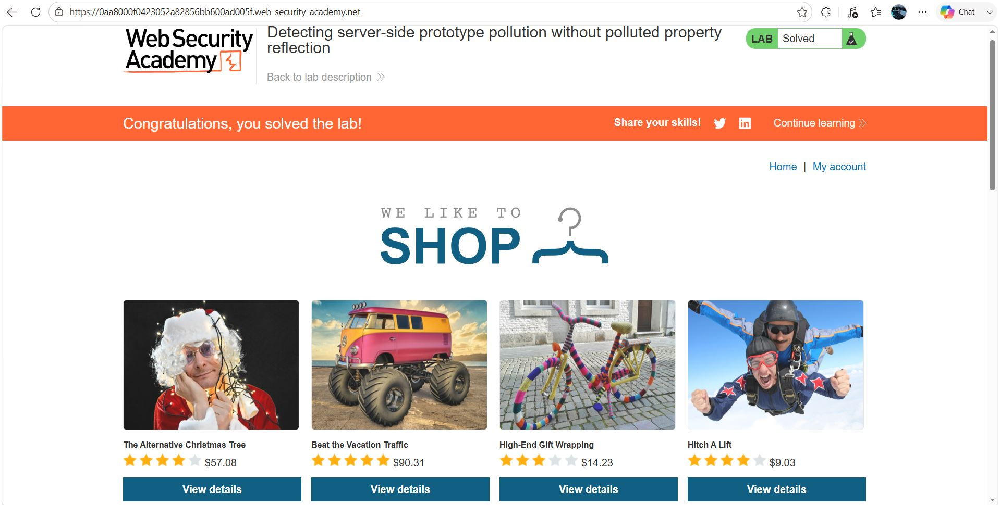 https://0aa8000f0423052a82856bb600ad005f.web-security-academy.net
Chat
WebSecurity
Academy
Detecting server-side prototype pollution without polluted property
reflection
LAB Solved
Back to lab description
Congratulations, you solved the lab!
Share your skills!
Continue learning
Home | My account
WE LIKE TO
SHOP
The Alternative Christmas Tree
$57.08
View details
Beat the Vacation Traffic
$90.31
View details
High-End Gift Wrapping
$14.23
View details
Hitch A Lift
$9.03
View details